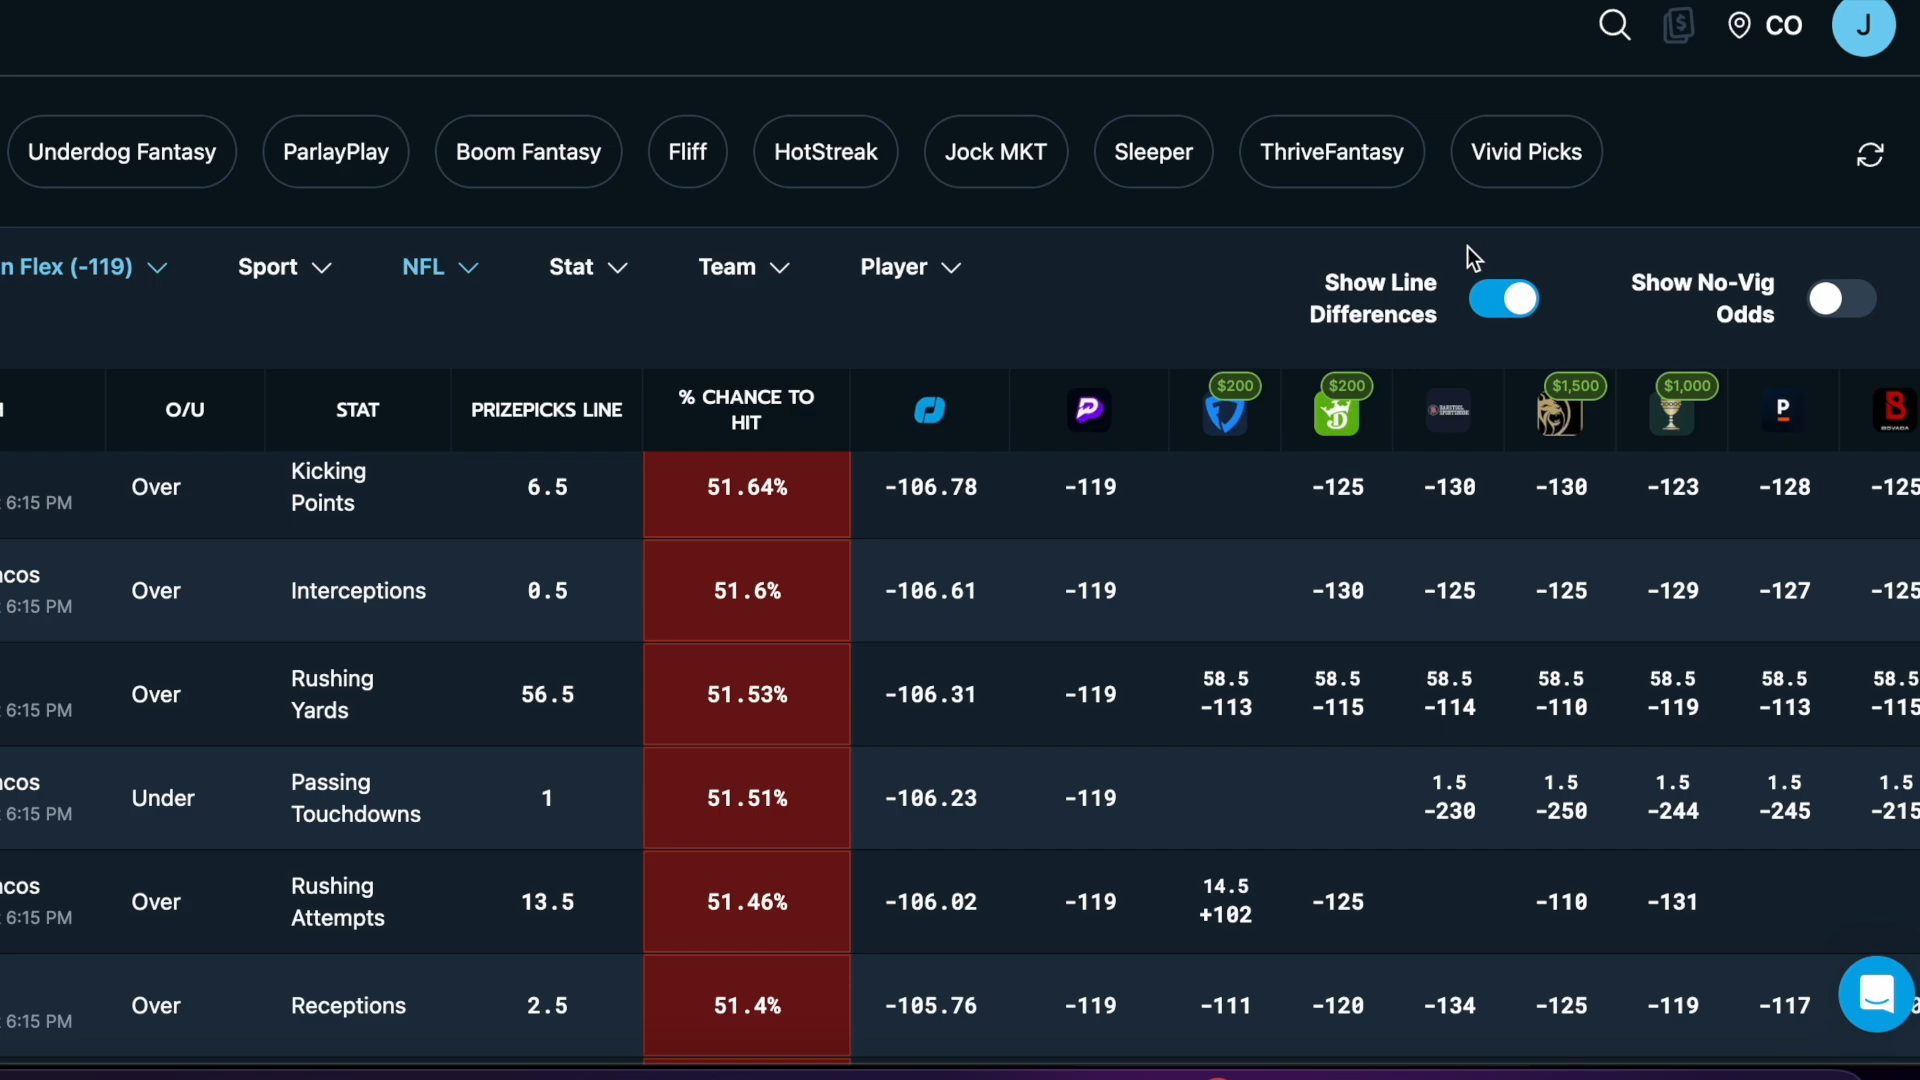 CO
J
Underdog Fantasy
ParlayPlay
Boom Fantasy
Fliff
HotStreak
Jock MKT
Sleeper
ThriveFantasy
Vivid Picks
n Flex (-119)
Sport
NFL
Stat
Team
Player
Show Line
Differences
Show No-Vig
Odds
O/U
STAT
PRIZEPICKS LINE
% CHANCE TO
HIT
$200
$200
$1,500
$1,000
P
B
BOVADA
6:15 PM
Over
Kicking
Points
6.5
51.64%
-106.78
-119
-125
-130
-130
-123
-128
-125
ncos
6:15 PM
Over
Interceptions
0.5
51.6%
-106.61
-119
-130
-125
-125
-129
-127
-125
6:15 PM
Over
Rushing
Yards
56.5
51.53%
-106.31
-119
58.5
-113
58.5
-115
58.5
-114
58.5
-110
58.5
-119
58.5
-113
58.5
-115
ncos
6:15 PM
Under
Passing
Touchdowns
1
51.51%
-106.23
-119
1.5
-230
1.5
-250
1.5
-244
1.5
-245
1.5
-215
ncos
6:15 PM
Over
Rushing
Attempts
13.5
51.46%
-106.02
-119
14.5
+102
-125
-110
-131
6:15 PM
Over
Receptions
2.5
51.4%
-105.76
-119
-111
-120
-134
-125
-119
-117